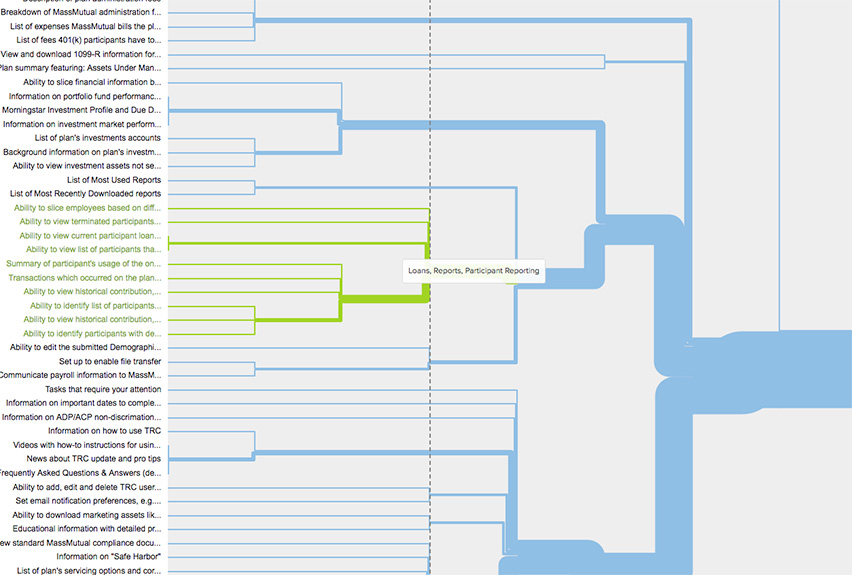 Breakdown of MassMutual administration f...
List of expenses MassMutual bills the pl...
List of fees 401(k) participants have to...
View and download 1099-R information for...
Plan summary featuring: Assets Under Man...
Ability to slice financial information b...
Information on portfolio fund performanc...
Morningstar Investment Profile and Due D...
Information on investment market perform...
List of plan's investments accounts
Background information on plan's investm...
Ability to view investment assets not se...
List of Most Used Reports
List of Most Recently Downloaded reports
Ability to slice employees based on diff...
Ability to view terminated participants...
Ability to view current participant loan...
Ability to view list of participants tha...
Summary of participant's usage of the on...
Loans, Reports, Participant Reporting
Transactions which occurred on the plan...
Ability to view historical contribution,...
Ability to identify list of participants...
Ability to view historical contribution,...
Ability to identify participants with de...
Ability to edit the submitted Demographi...
Set up to enable file transfer
Communicate payroll information to MassM...
Tasks that require your attention
Information on important dates to comple...
Information on ADP/ACP non-discrimation...
Information on how to use TRC
Videos with how-to instructions for usin...
News about TRC update and pro tips
Frequently Asked Questions & Answers (de...
Ability to add, edit and delete TRC user...
Set email notification preferences, e.g....
Ability to download marketing assets lik...
Educational information with detailed pr...
ew standard MassMutual compliance docu...
Information on "Safe Harbor"
List of plan's servicing options and cor...